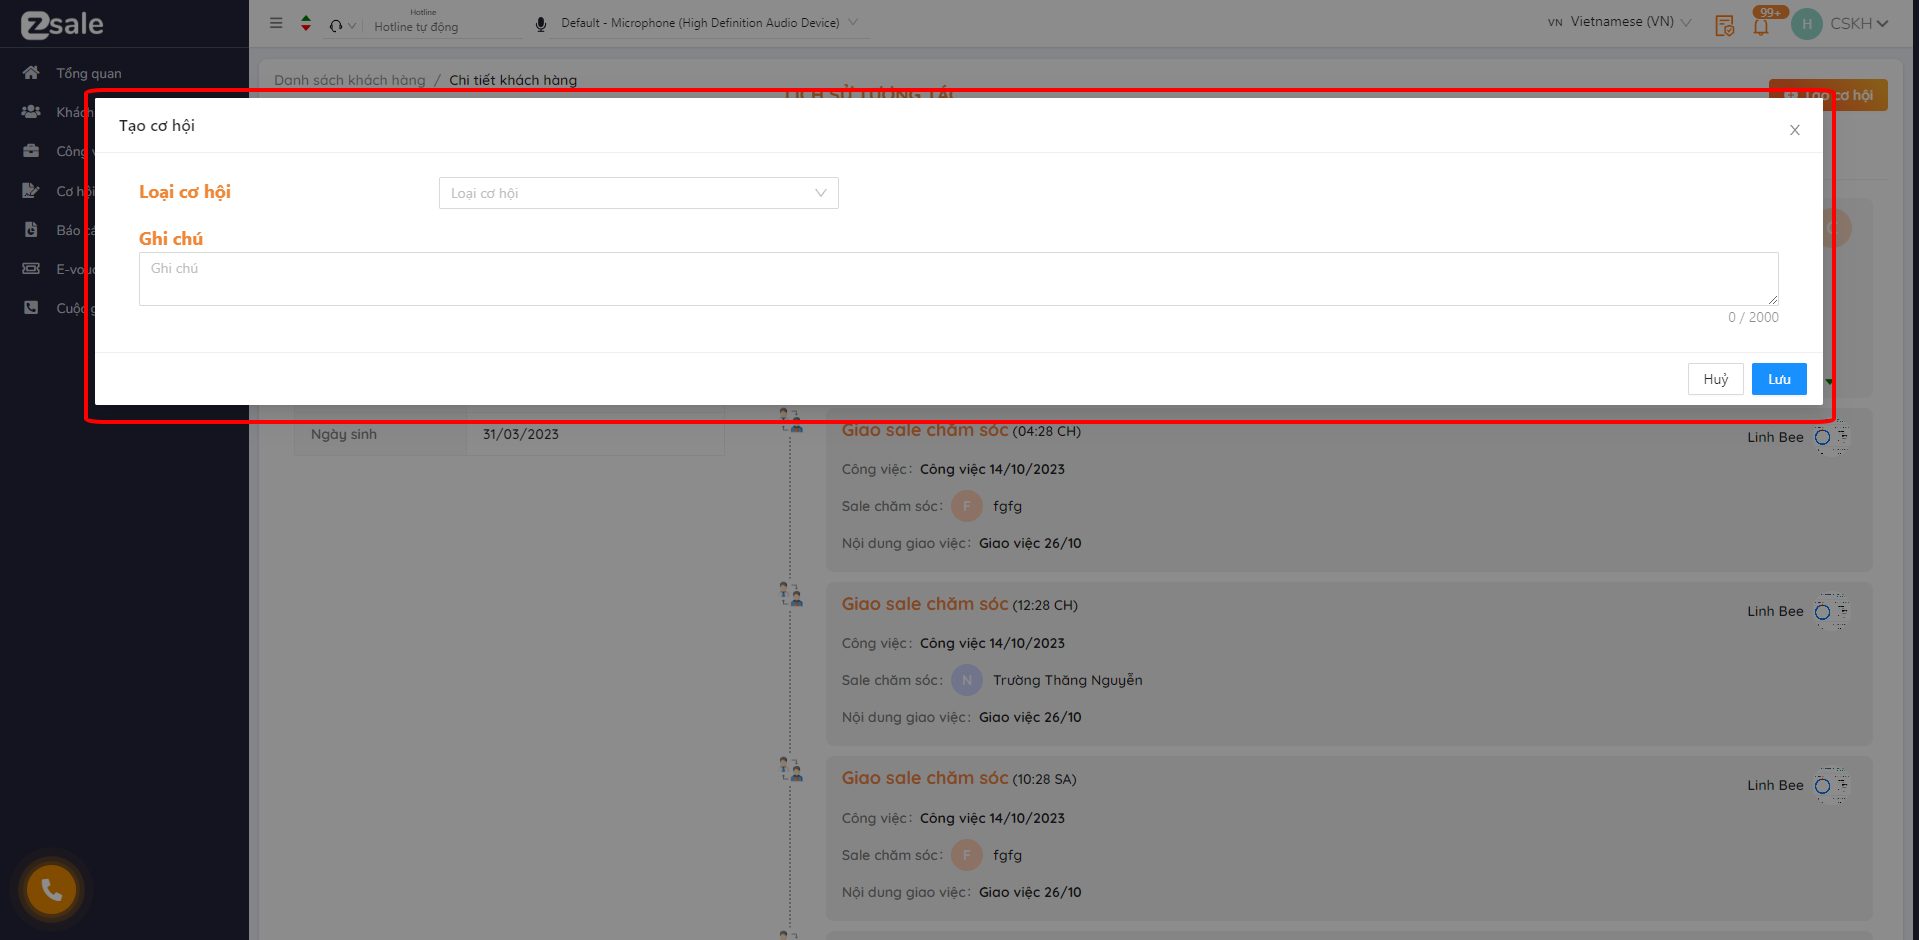 Zsale
Hotline
Hotline tự động
Default - Microphone (High Definition Audio Device)
VN Vietnamese (VN)
99+
H
CSKH
Tổng quan
Khách
Công
Cơ hội
Báo
E-vou
Cuộc
Danh sách khách hàng / Chi tiết khách hàng
LỊCH SỬ TƯƠNG TÁC
Tạo cơ hội
Tạo cơ hội
Loại cơ hội
Loại cơ hội
Ghi chú
Ghi chú
0 / 2000
Huỷ
Lưu
Ngày sinh
31/03/2023
Giao sale chăm sóc (04:28 CH)
Linh Bee
Công việc: Công việc 14/10/2023
Sale chăm sóc: F fgfg
Nội dung giao việc: Giao việc 26/10
Giao sale chăm sóc (12:28 CH)
Linh Bee
Công việc: Công việc 14/10/2023
Sale chăm sóc: N Trường Thăng Nguyễn
Nội dung giao việc: Giao việc 26/10
Giao sale chăm sóc (10:28 SA)
Linh Bee
Công việc: Công việc 14/10/2023
Sale chăm sóc: F fgfg
Nội dung giao việc: Giao việc 26/10